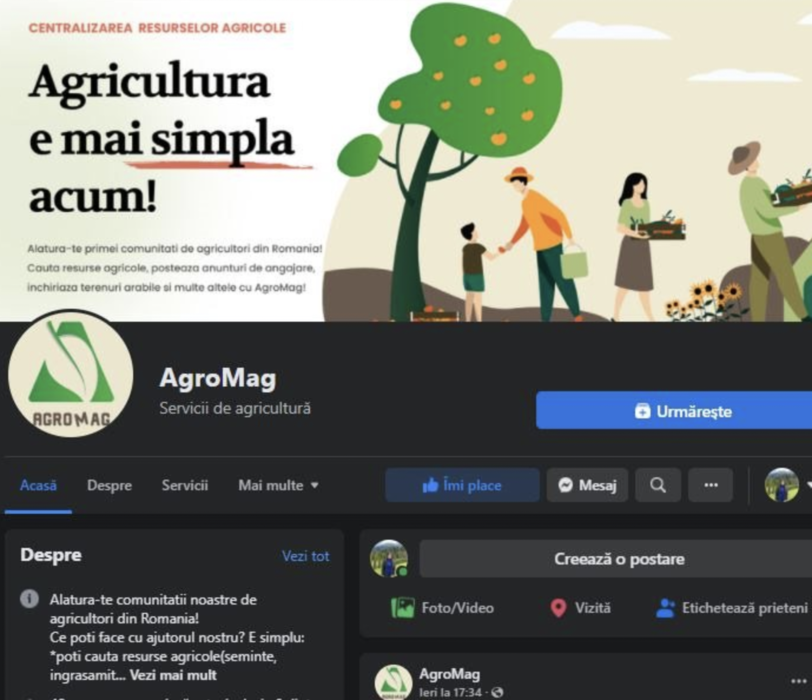 CENTRALIZAREA RESURSELOR AGRICOLE
Agricultura
e mai simpla
acum!
Alatura-te primei comunitati de agricultori din Romania!
Cauta resurse agricole, posteaza anunturi de angajare,
inchiriaza terenuri arabile si multe altele cu AgroMag!
AGROMAG
AgroMag
Servicii de agricultură
Urmărește
Acasă Despre Servicii Mai multe
Îmi place Mesaj ...
Despre Vezi tot
Alatura-te comunitatii noastre de
agricultori din Romania!
Ce poti face cu ajutorul nostru? E simplu:
*poti cauta resurse agricole(seminte,
ingrasamit... Vezi mai mult
Creează o postare
Foto/Video Vizită Etichetează prieteni
AgroMag
Ieri la 17:34 ·